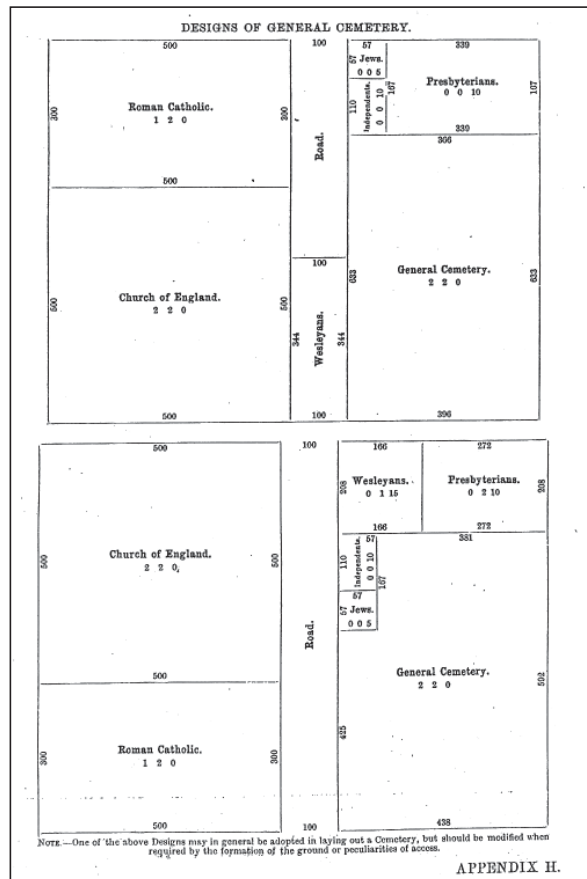 DESIGNS OF GENERAL CEMETERY.
500 100 57 339
57 Jews.
0 0 5
Presbyterians.
0 0 10
167
107
Roman Catholic.
1 2 0
300 300
110 Independents.
0 0 10
339
366
Road.
500
100
Church of England.
2 2 0
500 500
General Cemetery.
2 2 0
633 633
344 Wesleyans. 344
500 100 396
500 100 166 272
Wesleyans.
0 1 15
Presbyterians.
0 2 10
208 208
166 272
57 381
Church of England.
2 2 0.
500 500
110 Independents.
0 0 10
167
57
57 Jews.
0 0 5
Road.
500
General Cemetery.
2 2 0
592
425
Roman Catholic.
1 2 0
300 300
500 100 438
NOTE.—One of the above Designs may in general be adopted in laying out a Cemetery, but should be modified when
required by the formation of the ground or peculiarities of access.
APPENDIX H.